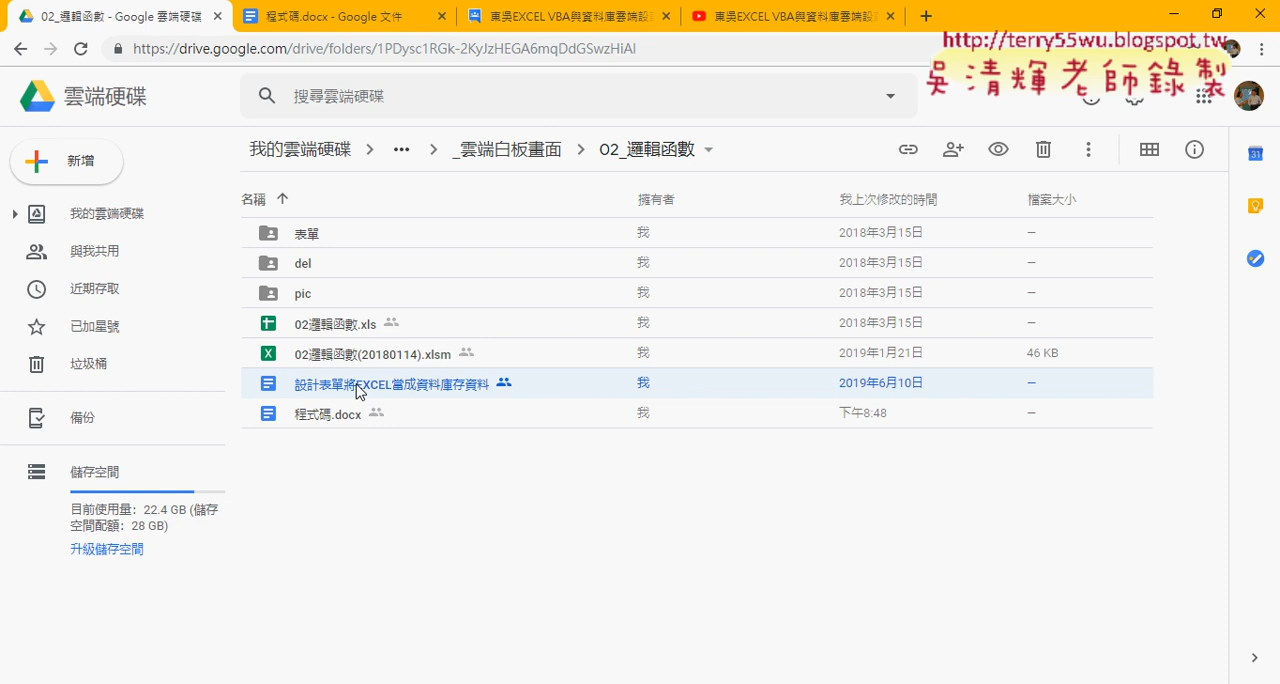 02_邏輯函數 - Google 雲端硬碟
程式碼.docx - Google 文件
東吳EXCEL VBA與資料庫雲端設
東吳EXCEL VBA與資料庫雲端設
https://drive.google.com/drive/folders/1PDysc1RGk-2KyJzHEGA6mqDdGSwzHiAI
http://terry55wu.blogspot.tw
吳清輝老師錄製
雲端硬碟
搜尋雲端硬碟
新增
我的雲端硬碟
_雲端白板畫面
02_邏輯函數
名稱
擁有者
我上次修改的時間
檔案大小
我的雲端硬碟
與我共用
近期存取
已加星號
垃圾桶
備份
儲存空間
目前使用量: 22.4 GB (儲存
空間配額: 28 GB)
升級儲存空間
表單 我 2018年3月15日 —
del 我 2018年3月15日 —
pic 我 2018年3月15日 —
02邏輯函數.xls 我 2018年3月15日 —
02邏輯函數(20180114).xlsm 我 2019年1月21日 46 KB
設計表單將EXCEL當成資料庫存資料 我 2019年6月10日 —
程式碼.docx 我 下午8:48 —
31